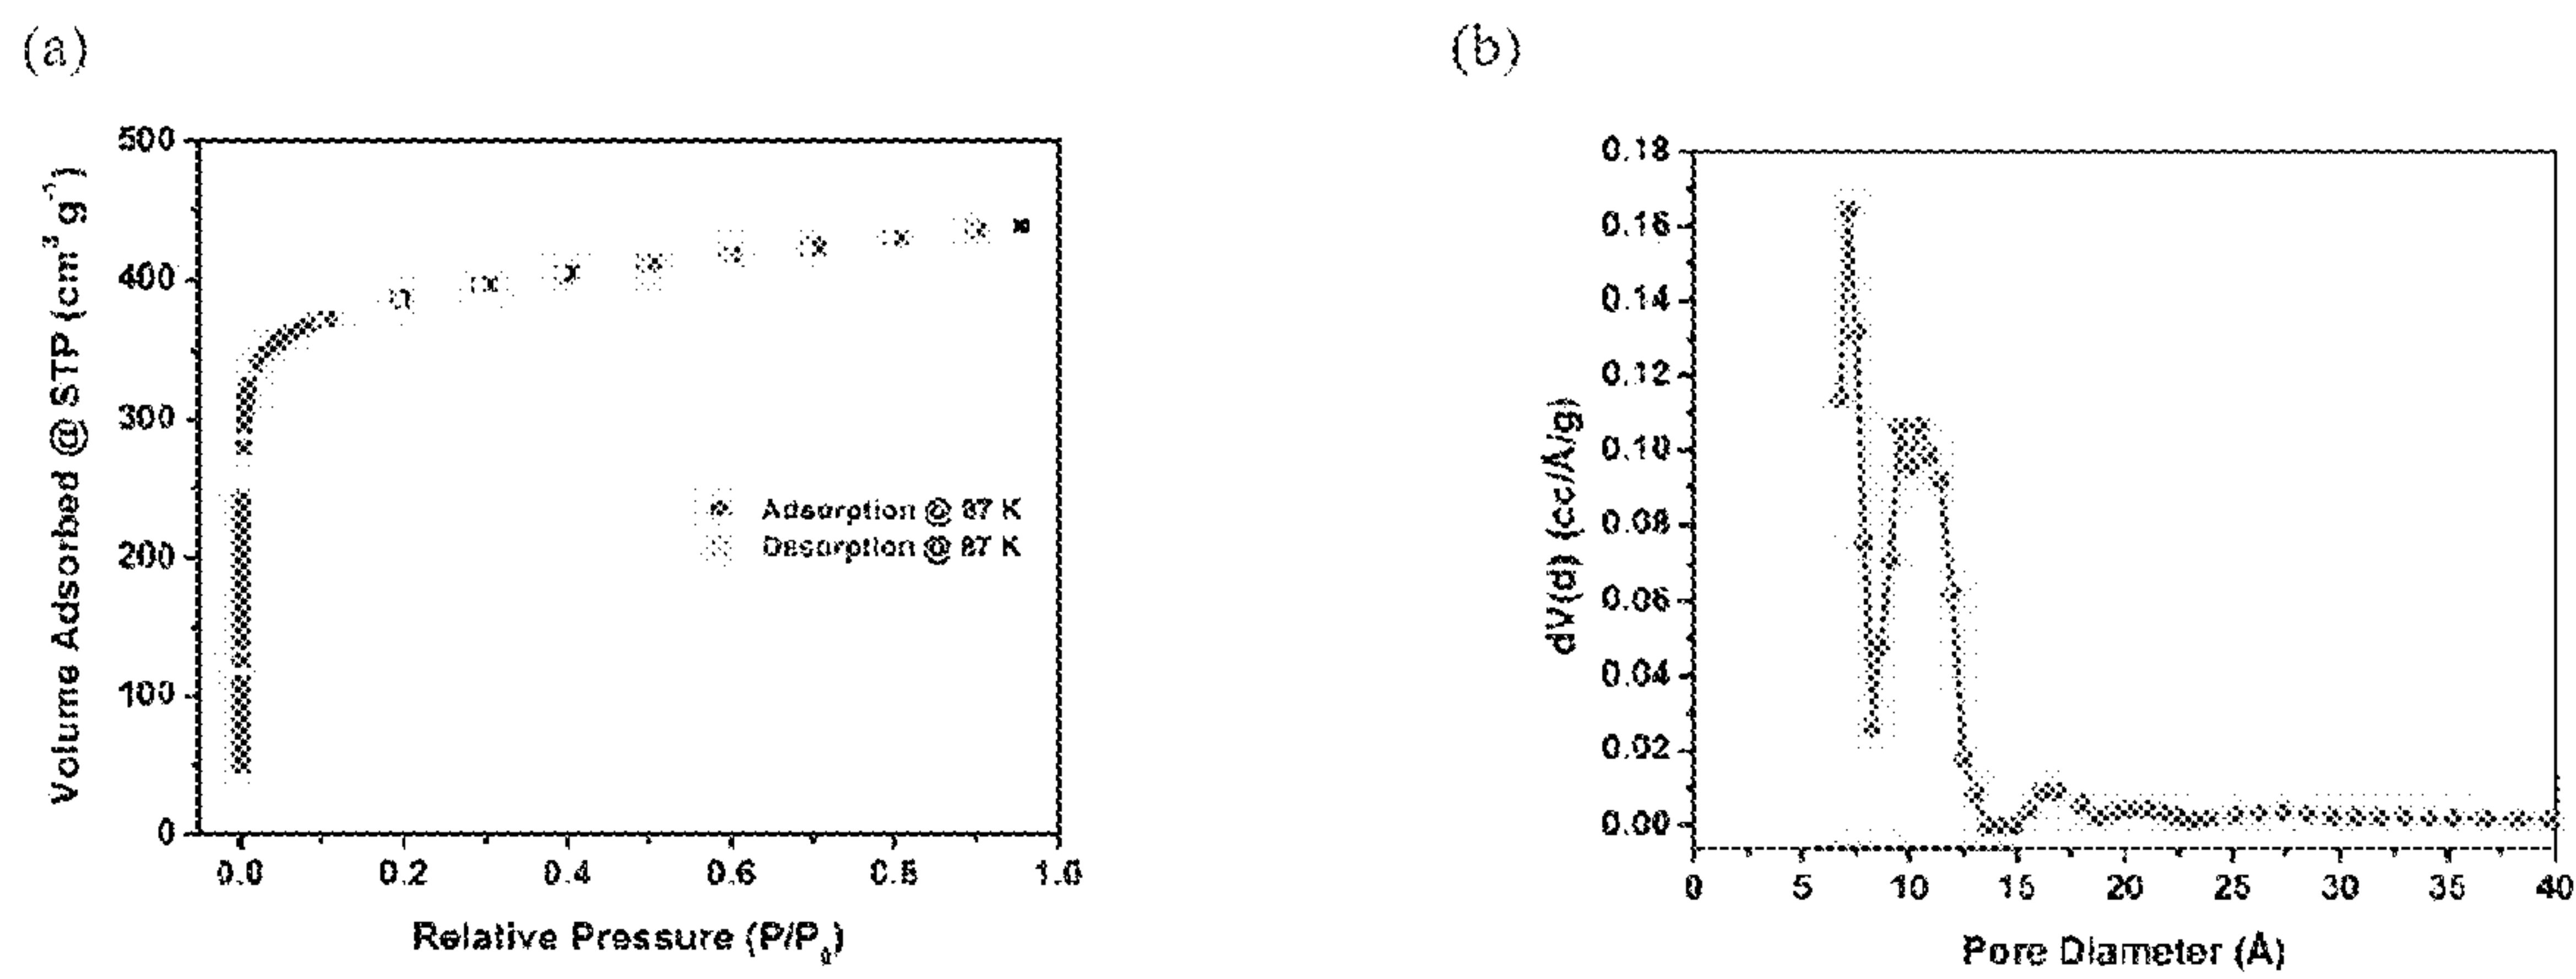 (a)
500
400
300
200
100
0
Volume Adsorbed @ STP (cm³ g⁻¹)
Adsorption @ 87 K
Desorption @ 87 K
0.0 0.2 0.4 0.6 0.8 1.0
Relative Pressure (P/P₀)
(b)
0.18
0.16
0.14
0.12
0.10
0.08
0.06
0.04
0.02
0.00
dV(d) (cc/Å/g)
0 5 10 15 20 25 30 35 40
Pore Diameter (Å)